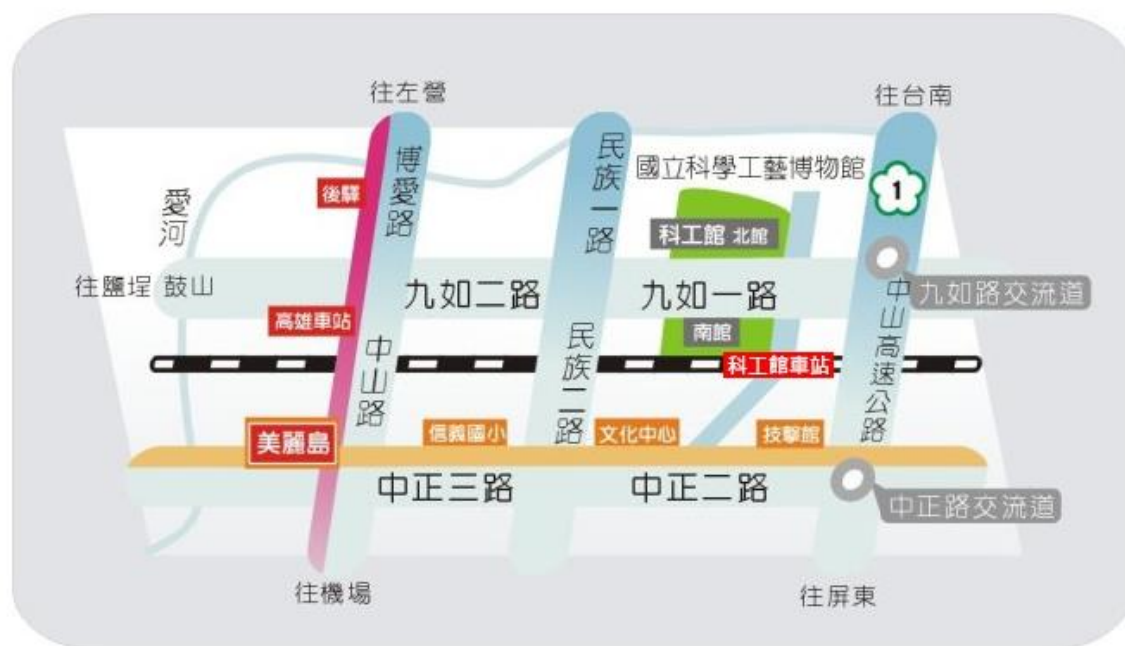 往左營
往台南
博愛路
民族一路
國立科學工藝博物館
1
後驛
愛河
科工館 北館
往鹽埕 鼓山
九如二路
九如一路
九如路交流道
高雄車站
南館
中山路
民族二路
科工館車站
中山高速公路
美麗島
信義國小
文化中心
技擊館
中正三路
中正二路
中正路交流道
往機場
往屏東